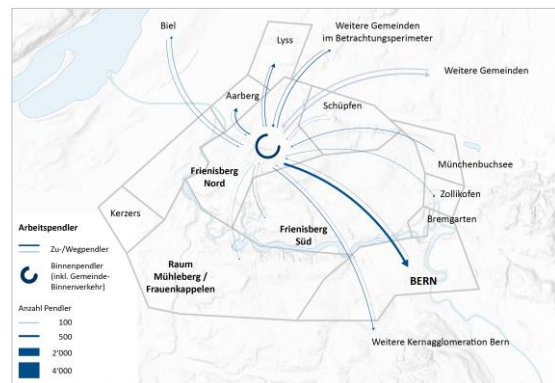 Biel
Lyss
Weitere Gemeinden
im Betrachtungsperimeter
Weitere Gemeinden
Aarberg
Schüpfen
Münchenbuchsee
Frienisberg
Nord
Zollikofen
Kerzers
Bremgarten
Frienisberg
Süd
Raum
Mühleberg /
Frauenkappelen
BERN
Weitere Kernagglomeration Bern
Arbeitspendler
Zu-/Wegpendler
Binnenpendler
(inkl. Gemeinde-
Binnenverkehr)
Anzahl Pendler
100
500
2'000
4'000